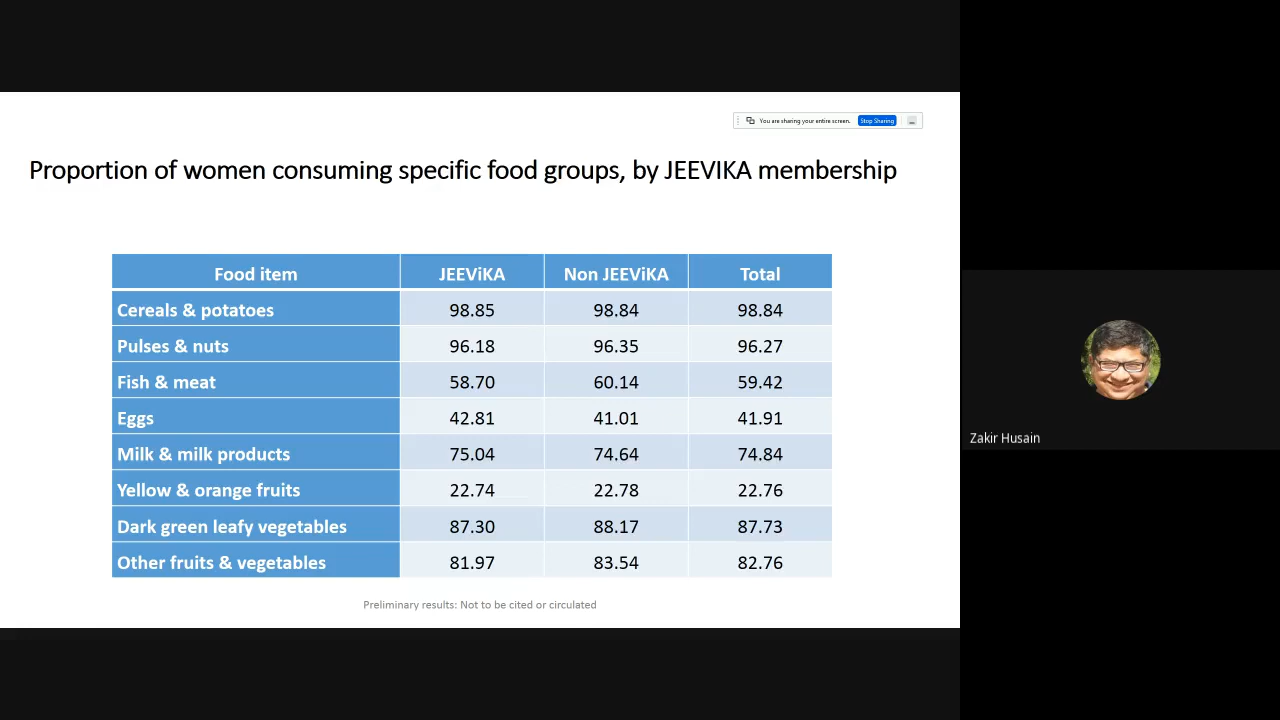 You are sharing your entire screen. Stop Sharing
Proportion of women consuming specific food groups, by JEEVIKA membership
Food item JEEViKA Non JEEViKA Total
Cereals & potatoes 98.85 98.84 98.84
Pulses & nuts 96.18 96.35 96.27
Fish & meat 58.70 60.14 59.42
Eggs 42.81 41.01 41.91
Milk & milk products 75.04 74.64 74.84
Yellow & orange fruits 22.74 22.78 22.76
Dark green leafy vegetables 87.30 88.17 87.73
Other fruits & vegetables 81.97 83.54 82.76
Preliminary results: Not to be cited or circulated
Zakir Husain